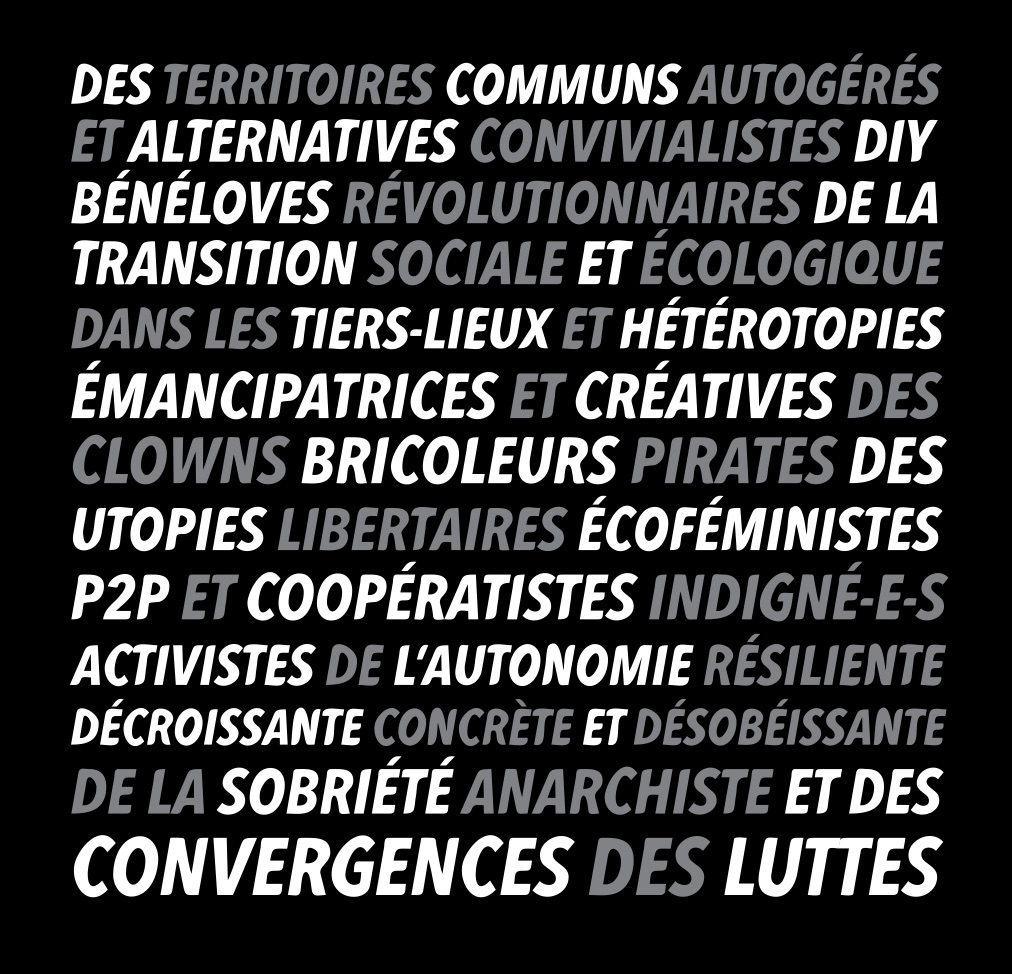 DES TERRITOIRES COMMUNS AUTOGÉRÉS
ET ALTERNATIVES CONVIVIALISTES DIY
BÉNÉLOVES RÉVOLUTIONNAIRES DE LA
TRANSITION SOCIALE ET ÉCOLOGIQUE
DANS LES TIERS-LIEUX ET HÉTÉROTOPIES
ÉMANCIPATRICES ET CRÉATIVES DES
CLOWNS BRICOLEURS PIRATES DES
UTOPIES LIBERTAIRES ÉCOFÉMINISTES
P2P ET COOPÉRATISTES INDIGNÉ-E-S
ACTIVISTES DE L'AUTONOMIE RÉSILIENTE
DÉCROISSANTE CONCRÈTE ET DÉSOBÉISSANTE
DE LA SOBRIÉTÉ ANARCHISTE ET DES
CONVERGENCES DES LUTTES